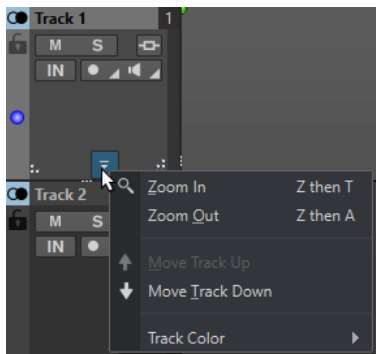 Track 1 1
M S
IN
Track 2
M S
IN
Zoom In Z then T
Zoom Out Z then A
Move Track Up
Move Track Down
Track Color